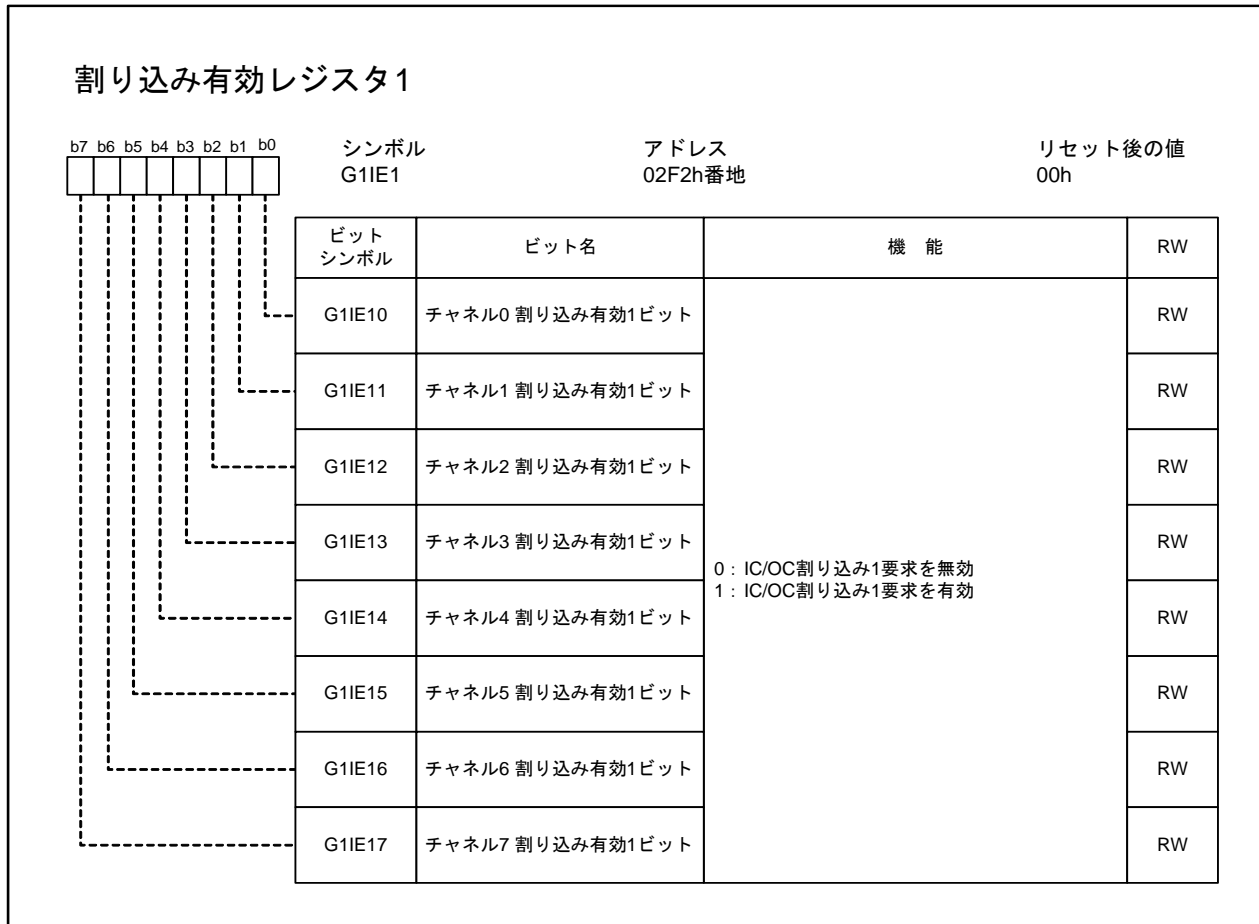 割り込み有効レジスタ1
b7 b6 b5 b4 b3 b2 b1 b0
シンボル アドレス リセット後の値
G1IE1 02F2h番地 00h
ビット
シンボル ビット名 機 能 RW
G1IE10 チャネル0 割り込み有効1ビット RW
G1IE11 チャネル1 割り込み有効1ビット RW
G1IE12 チャネル2 割り込み有効1ビット RW
G1IE13 チャネル3 割り込み有効1ビット RW
0:IC/OC割り込み1要求を無効
1:IC/OC割り込み1要求を有効
G1IE14 チャネル4 割り込み有効1ビット RW
G1IE15 チャネル5 割り込み有効1ビット RW
G1IE16 チャネル6 割り込み有効1ビット RW
G1IE17 チャネル7 割り込み有効1ビット RW